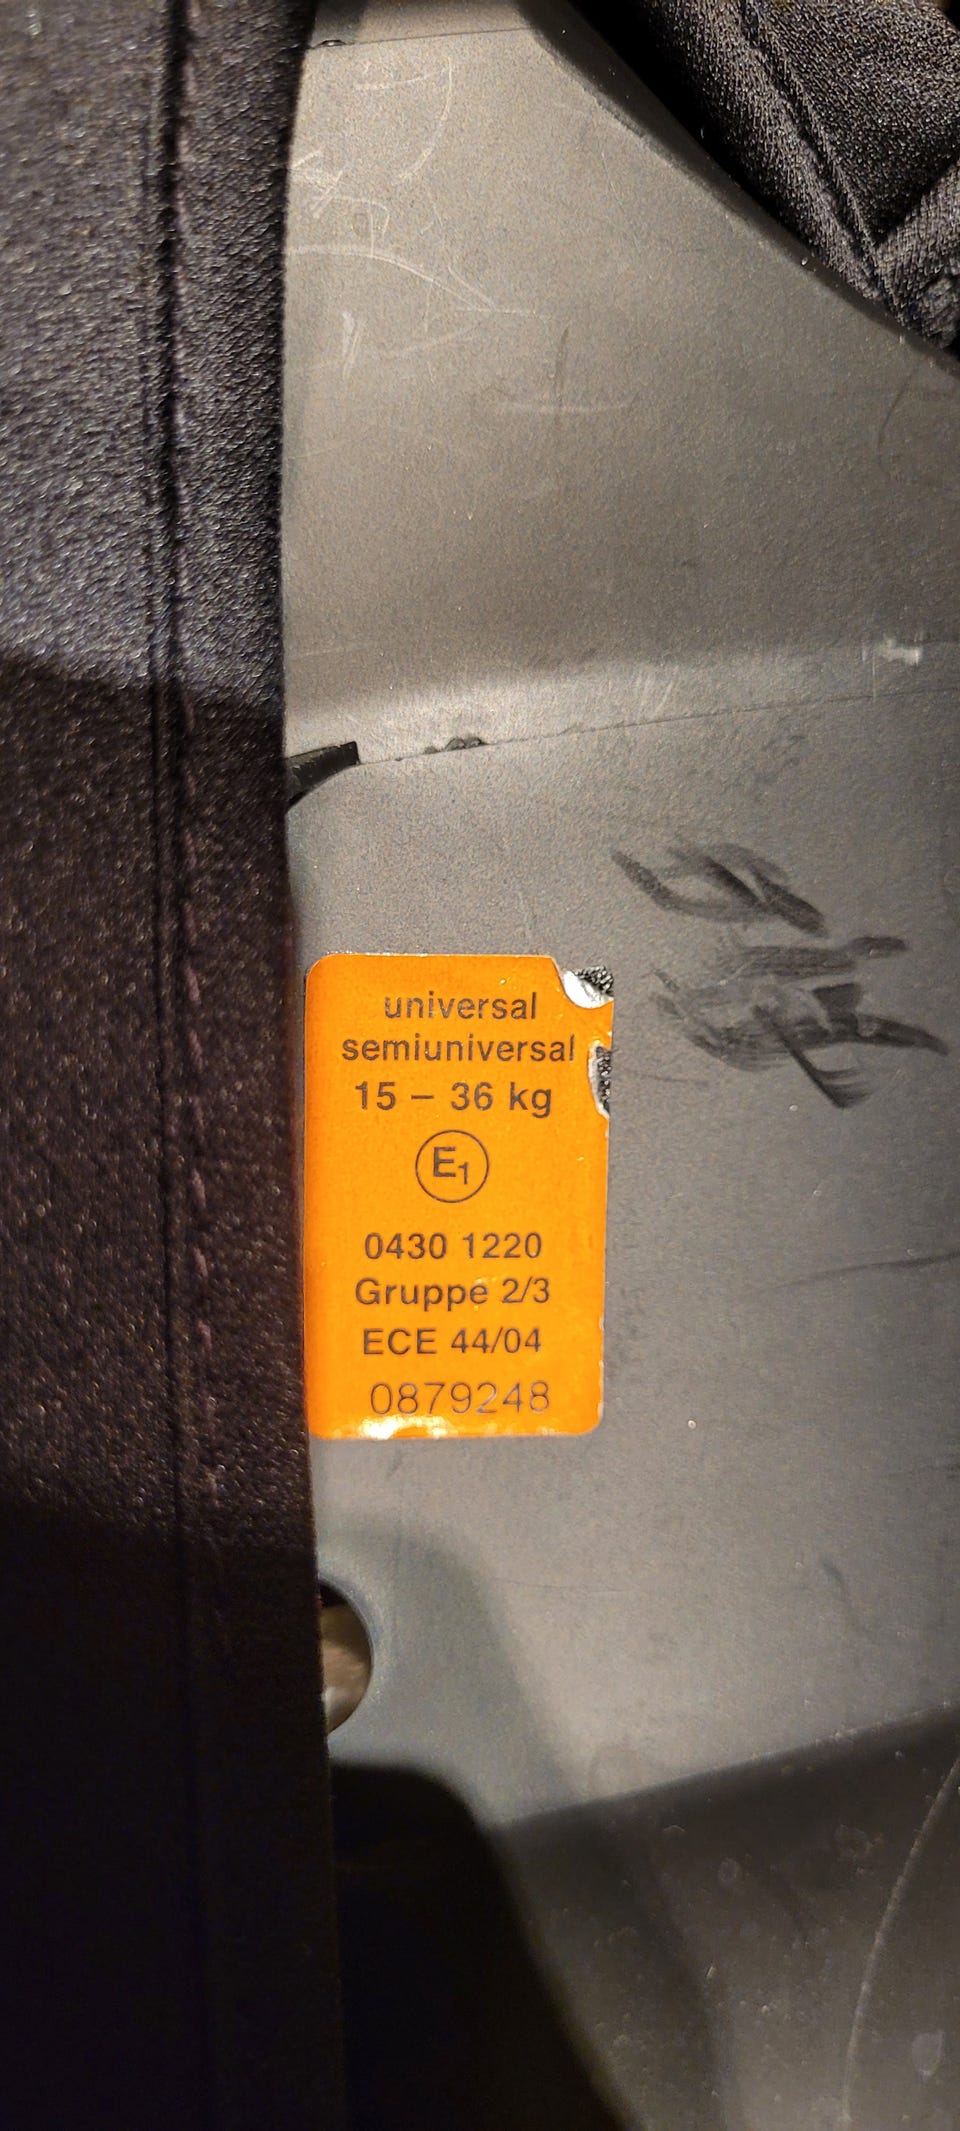 universal
semiuniversal
15 – 36 kg
E1
0430 1220
Gruppe 2/3
ECE 44/04
0879248